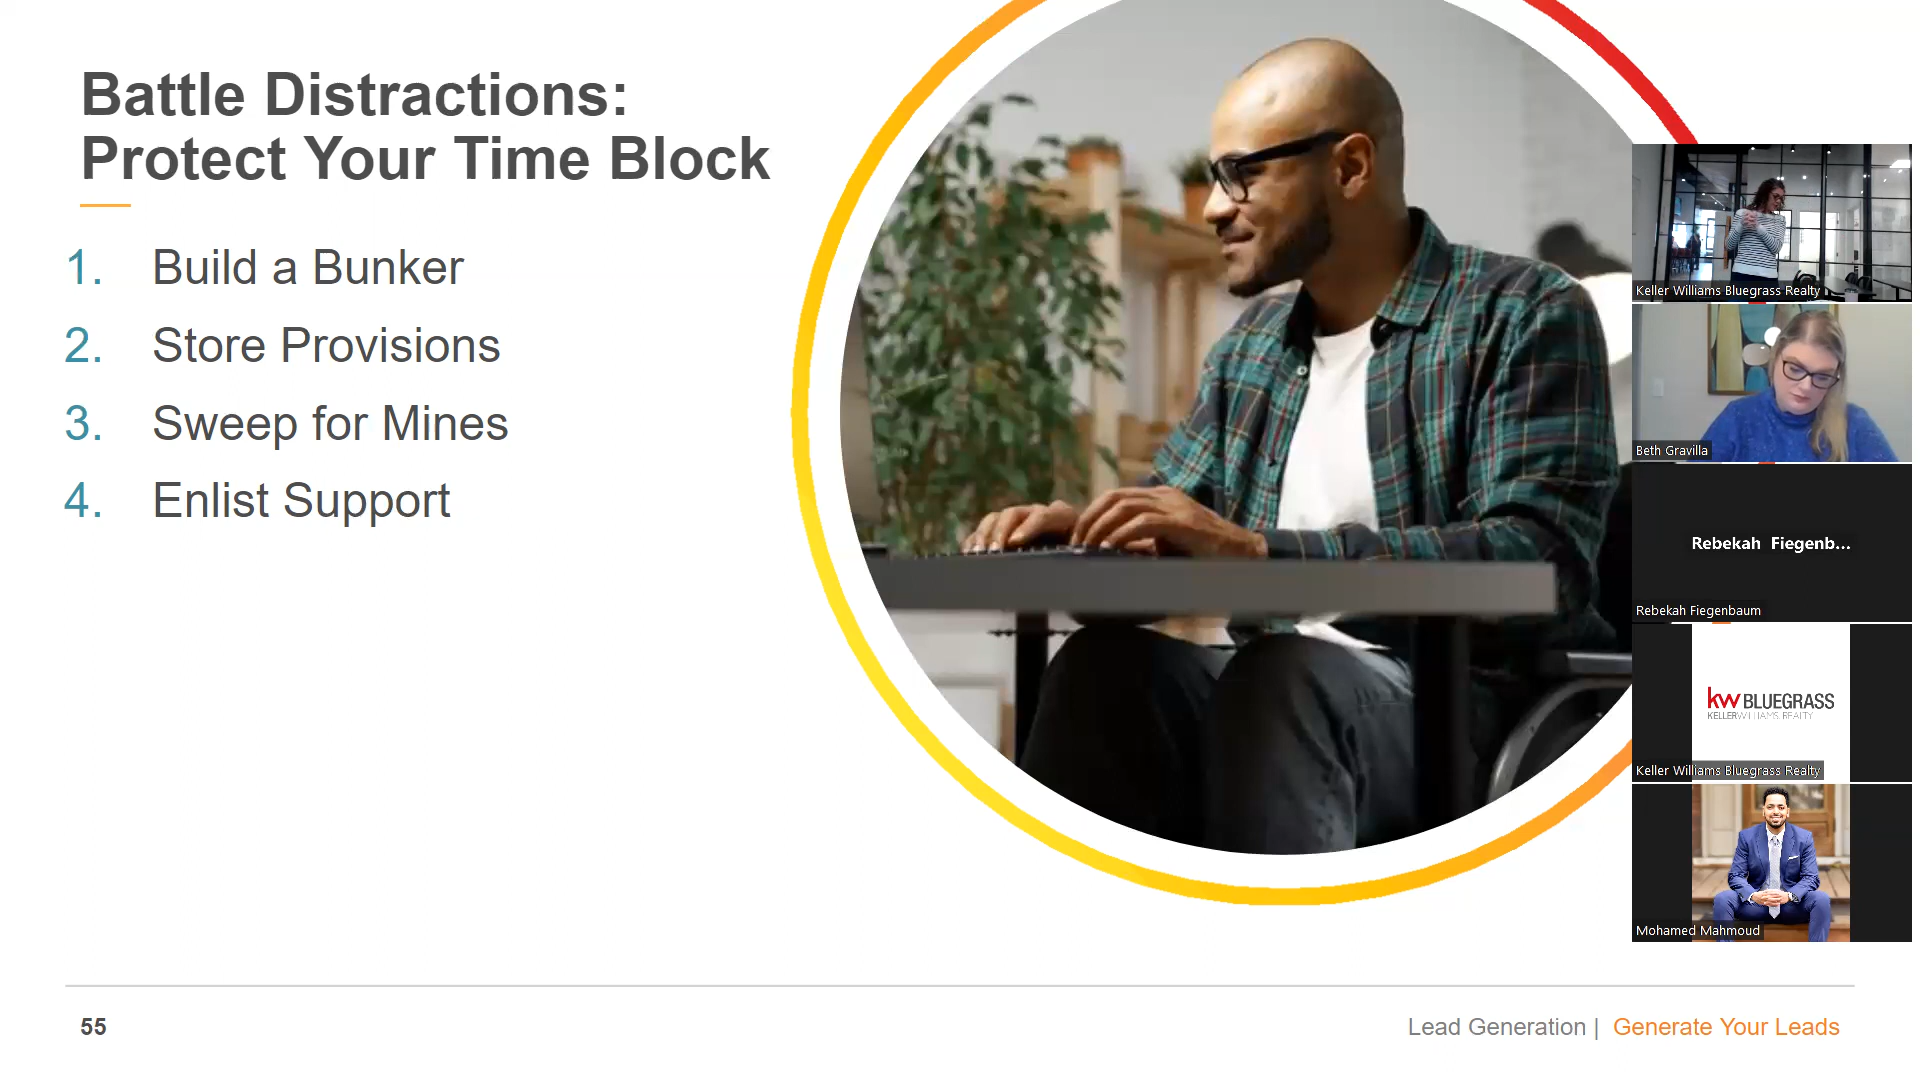 Battle Distractions:
Protect Your Time Block
1. Build a Bunker
2. Store Provisions
3. Sweep for Mines
4. Enlist Support
Keller Williams Bluegrass Realty
Beth Gravilla
Rebekah Fiegenb...
Rebekah Fiegenbaum
kw BLUEGRASS
KELLERWILLIAMS. REALTY
Keller Williams Bluegrass Realty
Mohamed Mahmoud
55
Lead Generation | Generate Your Leads